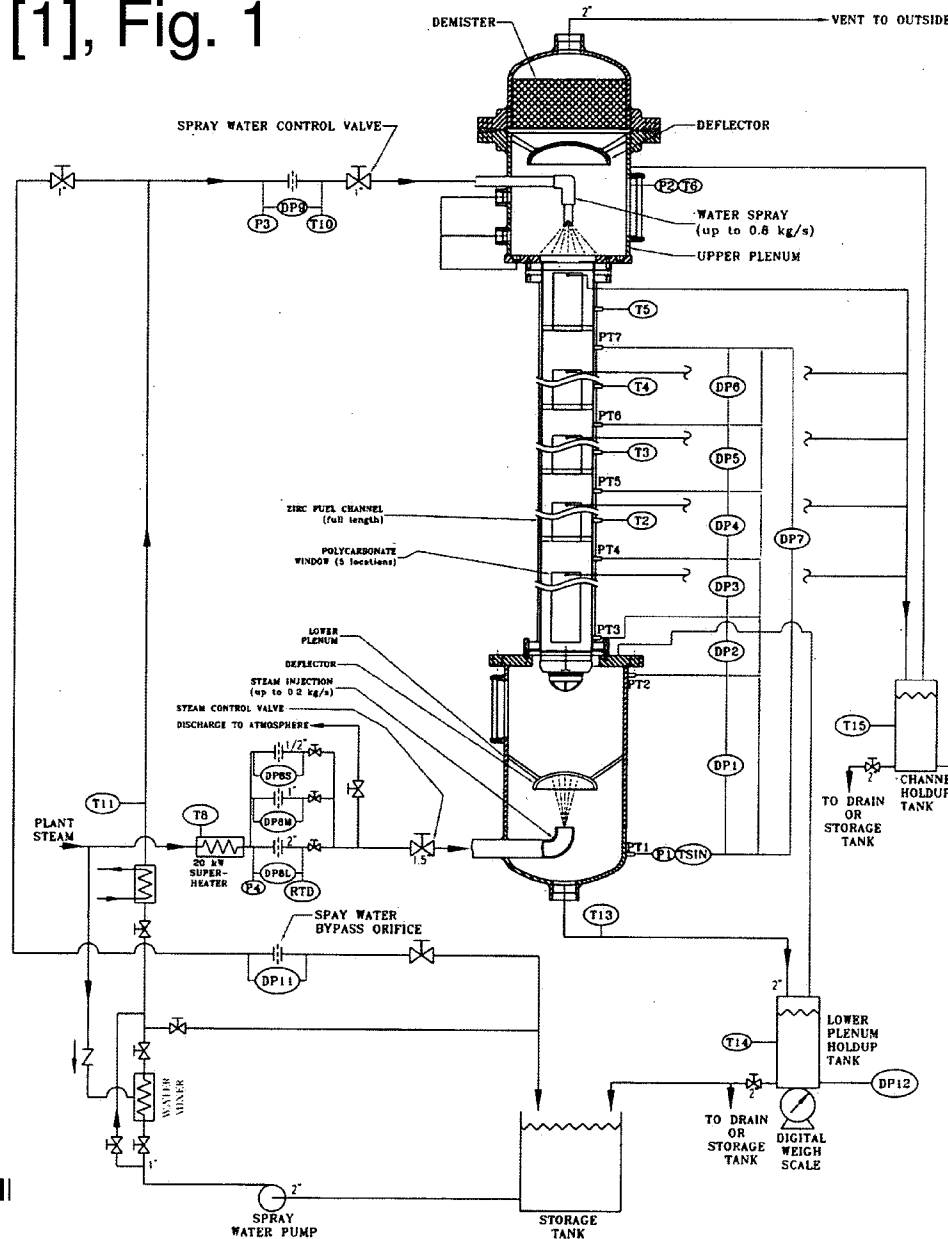 [1], Fig. 1
DEMISTER
2"
VENT TO OUTSIDE
SPRAY WATER CONTROL VALVE
DEFLECTOR
1"
1"
P3
DP9
T10
P2
T6
WATER SPRAY
(up to 0.8 kg/s)
UPPER PLENUM
T5
PT7
T4
DP6
PT6
T3
DP5
PT5
ZIRC FUEL CHANNEL
(full length)
T2
DP4
DP7
POLYCARBONATE
WINDOW (5 locations)
PT4
DP3
LOWER
PLENUM
PT3
DP2
DEFLECTOR
STEAM INJECTION
(up to 0.2 kg/s)
PT2
STEAM CONTROL VALVE
DISCHARGE TO ATMOSPHERE
T15
1/2"
DP8S
DP1
2"
CHANNE
HOLDUP
TANK
TO DRAIN
OR
STORAGE
TANK
T11
1"
DP8M
PLANT
STEAM
T8
2"
1.5
PT1
P1
TSIN
20 kW
SUPER-
HEATER
DP8L
P4
RTD
SPAY WATER
BYPASS ORIFICE
T13
DP11
2"
LOWER
PLENUM
HOLDUP
TANK
T14
WATER
MIXER
2"
DP12
TO DRAIN
OR
STORAGE
TANK
DIGITAL
WEIGH
SCALE
1"
2"
SPRAY
WATER PUMP
STORAGE
TANK